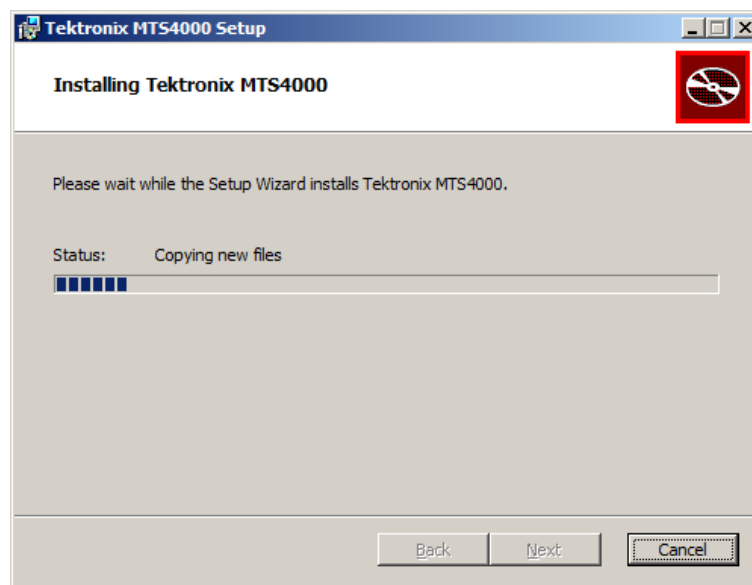 Tektronix MTS4000 Setup
Installing Tektronix MTS4000
Please wait while the Setup Wizard installs Tektronix MTS4000.
Status: Copying new files
Back Next Cancel